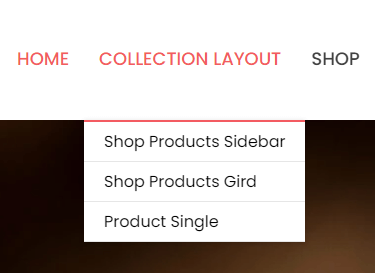 HOME COLLECTION LAYOUT SHOP
Shop Products Sidebar
Shop Products Gird
Product Single